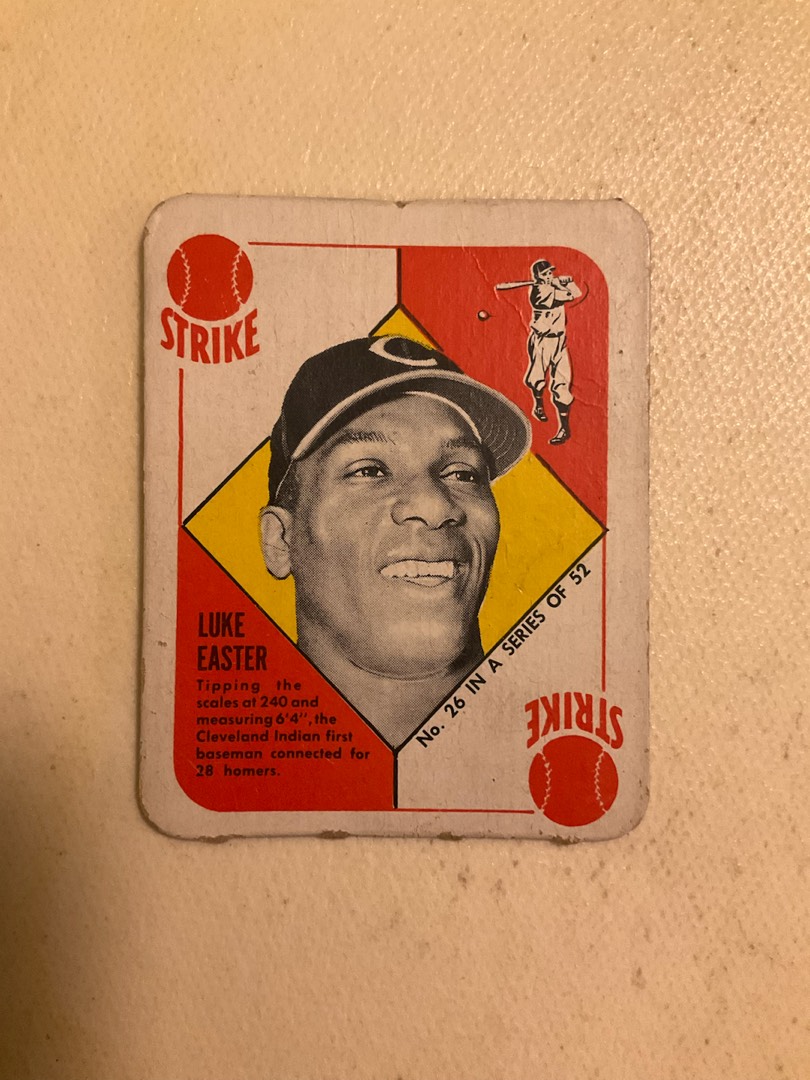 STRIKE
LUKE
EASTER
Tipping the
scales at 240 and
measuring 6'4", the
Cleveland Indian first
baseman connected for
28 homers.
No. 26 IN A SERIES OF 52
STRIKE